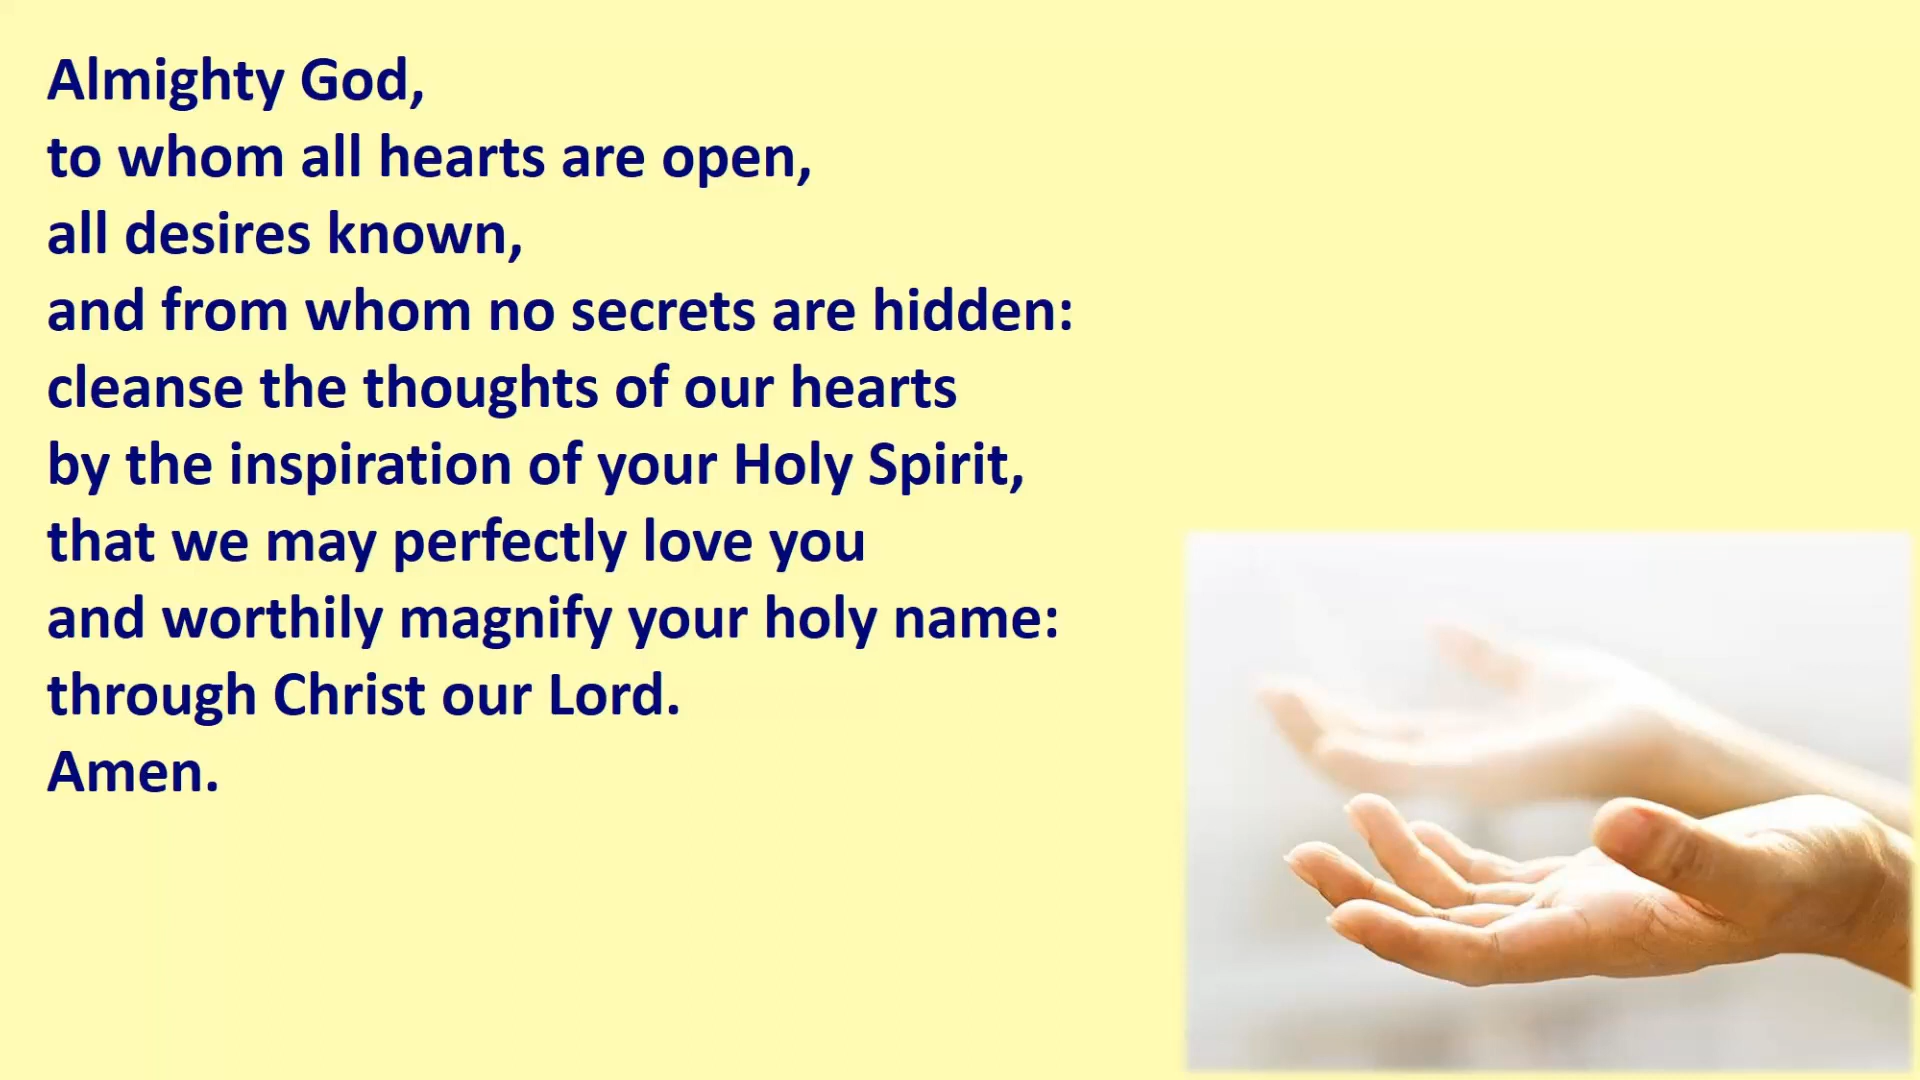 Almighty God,
to whom all hearts are open,
all desires known,
and from whom no secrets are hidden:
cleanse the thoughts of our hearts
by the inspiration of your Holy Spirit,
that we may perfectly love you
and worthily magnify your holy name:
through Christ our Lord.
Amen.